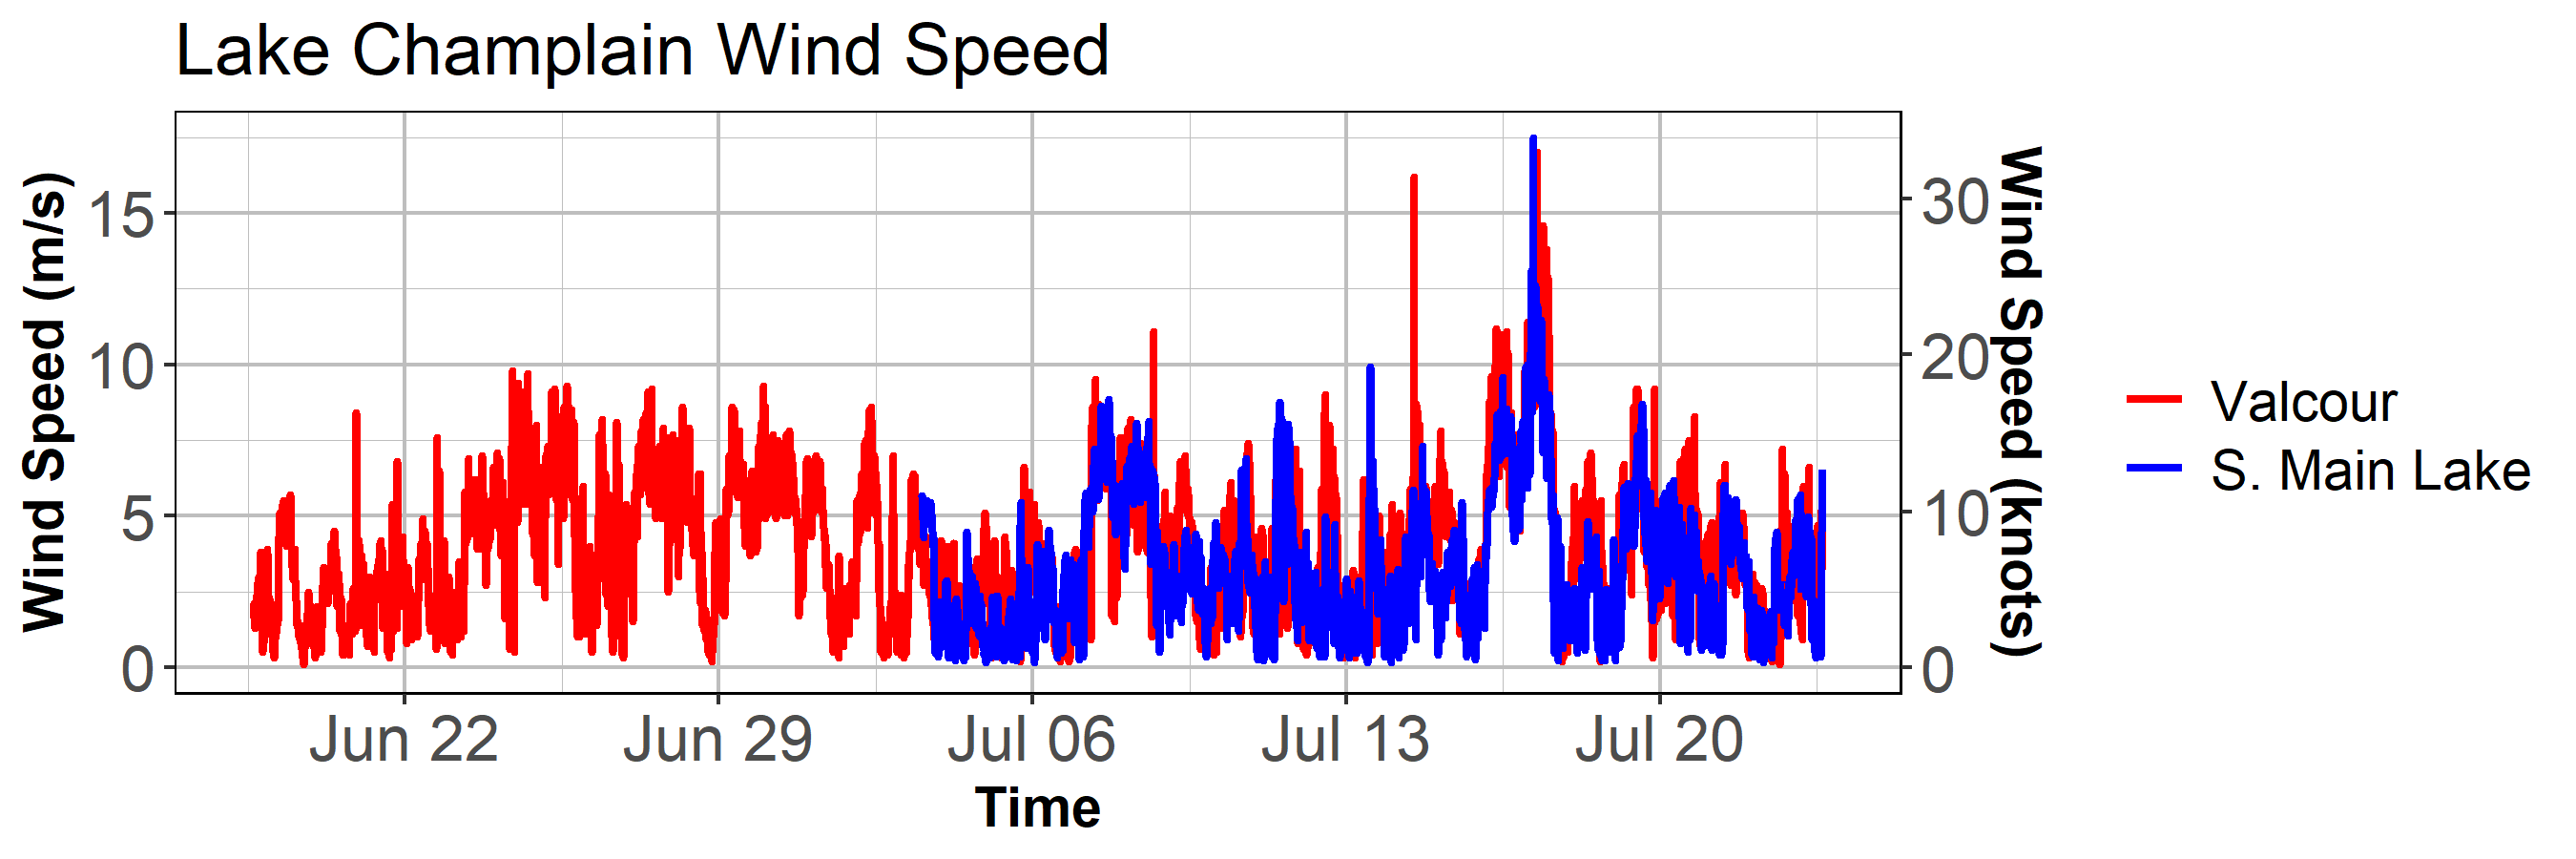 Lake Champlain Wind Speed
Wind Speed (m/s)
15
10
5
0
30
20
10
0
Wind Speed (knots)
Jun 22
Jun 29
Jul 06
Jul 13
Jul 20
Time
Valcour
S. Main Lake